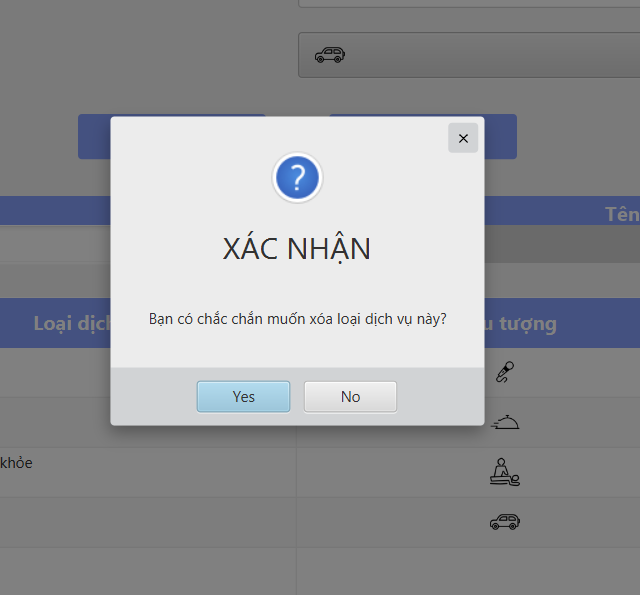 Tên
XÁC NHẬN
Loại dịch
tượng
Bạn có chắc chắn muốn xóa loại dịch vụ này?
Yes
No
khỏe